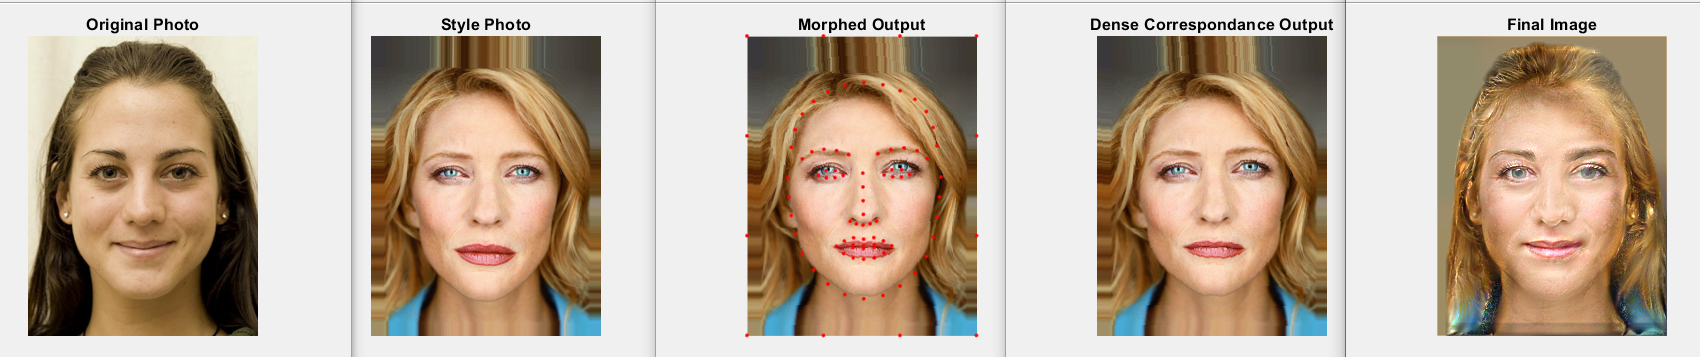 Original Photo
Style Photo
Morphed Output
Dense Correspondance Output
Final Image